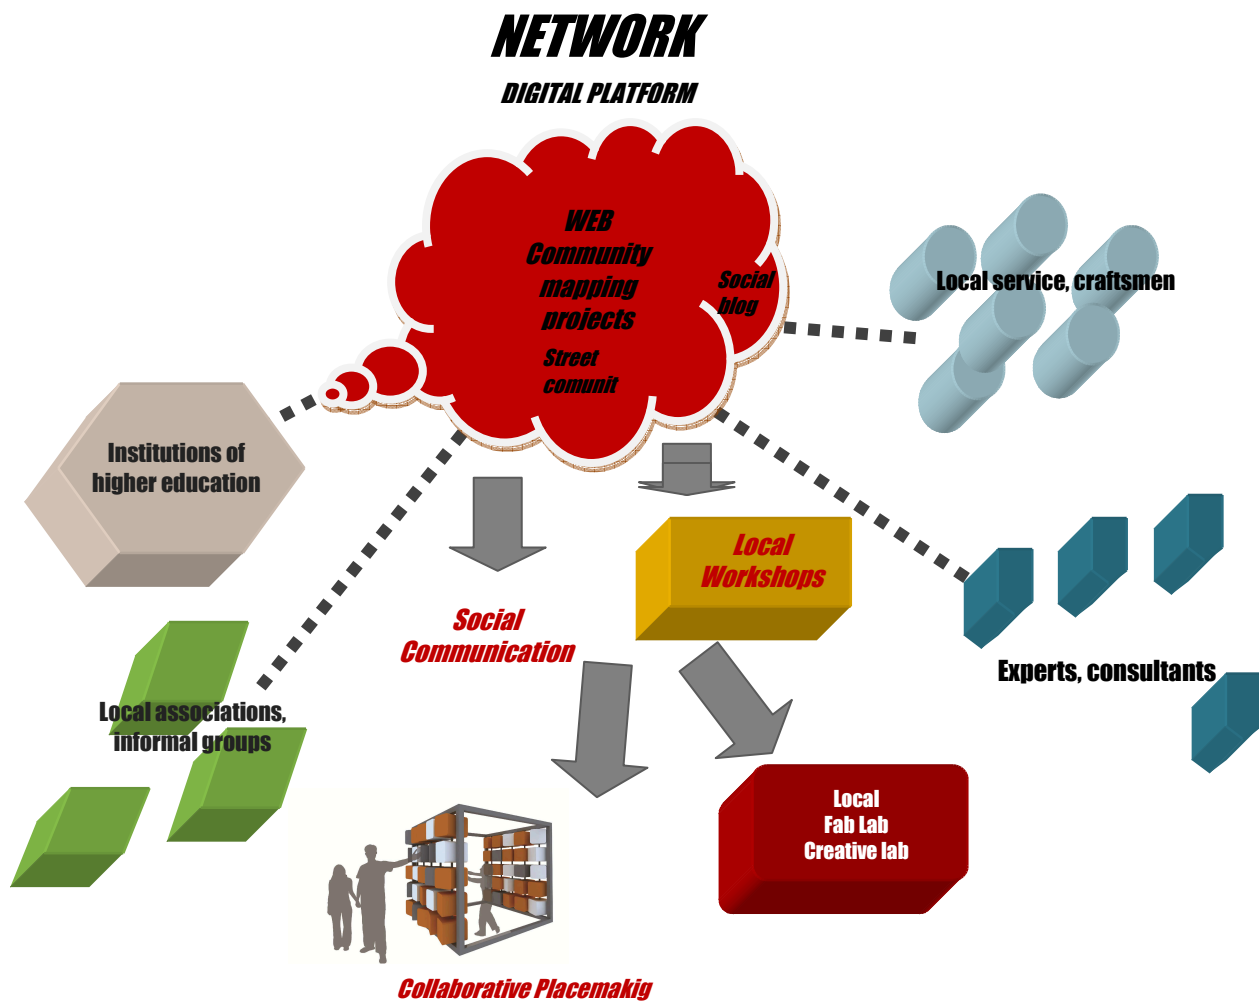 NETWORK
DIGITAL PLATFORM
WEB
Community
mapping
projects
Social
blog
Street
comunit
Local service, craftsmen
Institutions of
higher education
Local
Workshops
Social
Communication
Experts, consultants
Local associations,
informal groups
Local
Fab Lab
Creative lab
Collaborative Placemakig